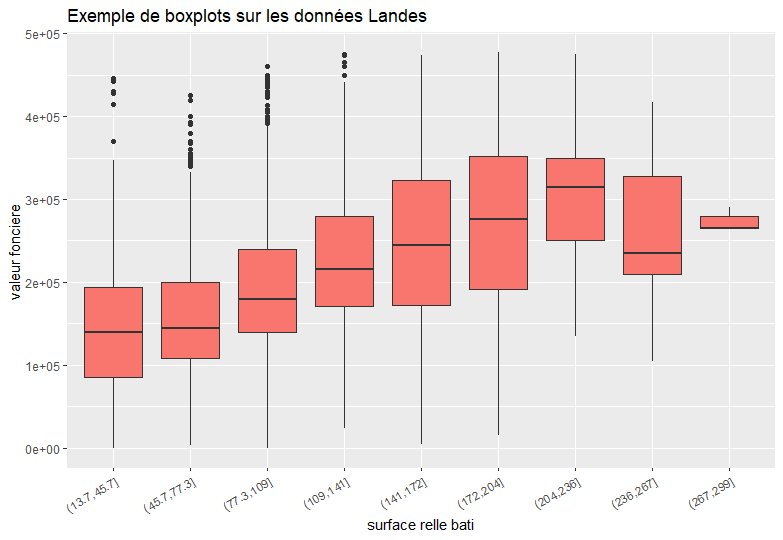 Exemple de boxplots sur les données Landes
valeur fonciere
5e+05
4e+05
3e+05
2e+05
1e+05
0e+00
(13.7,45.7]
(45.7,77.3]
(77.3,109]
(109,141]
(141,172]
(172,204]
(204,236]
(236,267]
(267,299]
surface relle bati